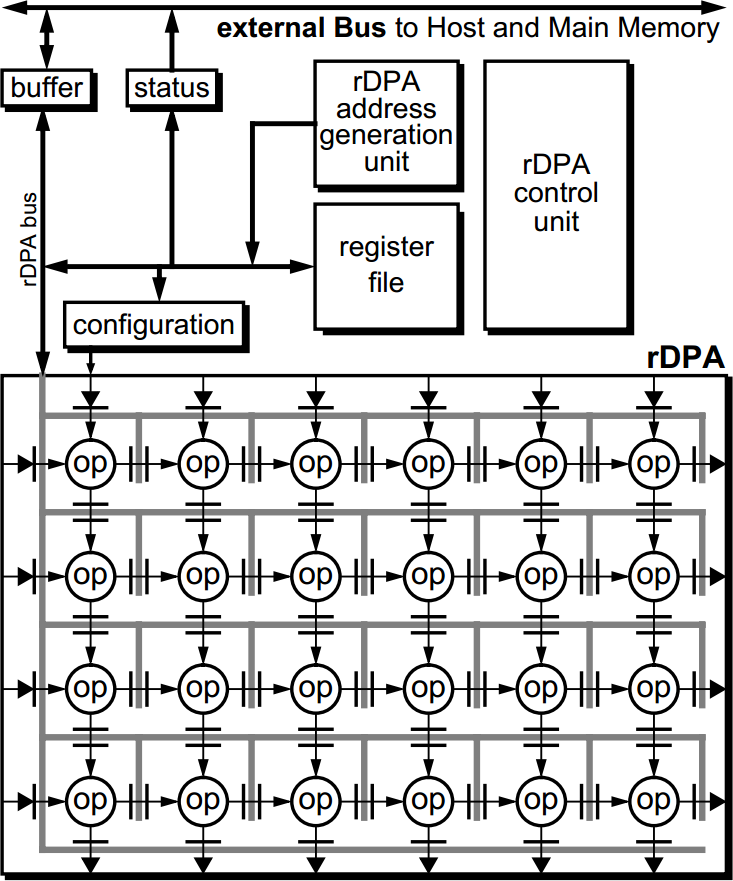 external Bus to Host and Main Memory
buffer
status
rDPA
address
generation
unit
rDPA
control
unit
rDPA bus
register
file
configuration
rDPA
op op op op op op
op op op op op op
op op op op op op
op op op op op op